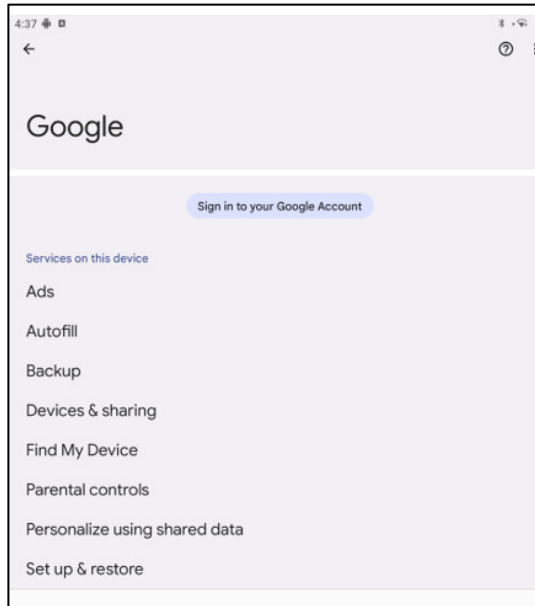 4:37
Google
Sign in to your Google Account
Services on this device
Ads
Autofill
Backup
Devices & sharing
Find My Device
Parental controls
Personalize using shared data
Set up & restore